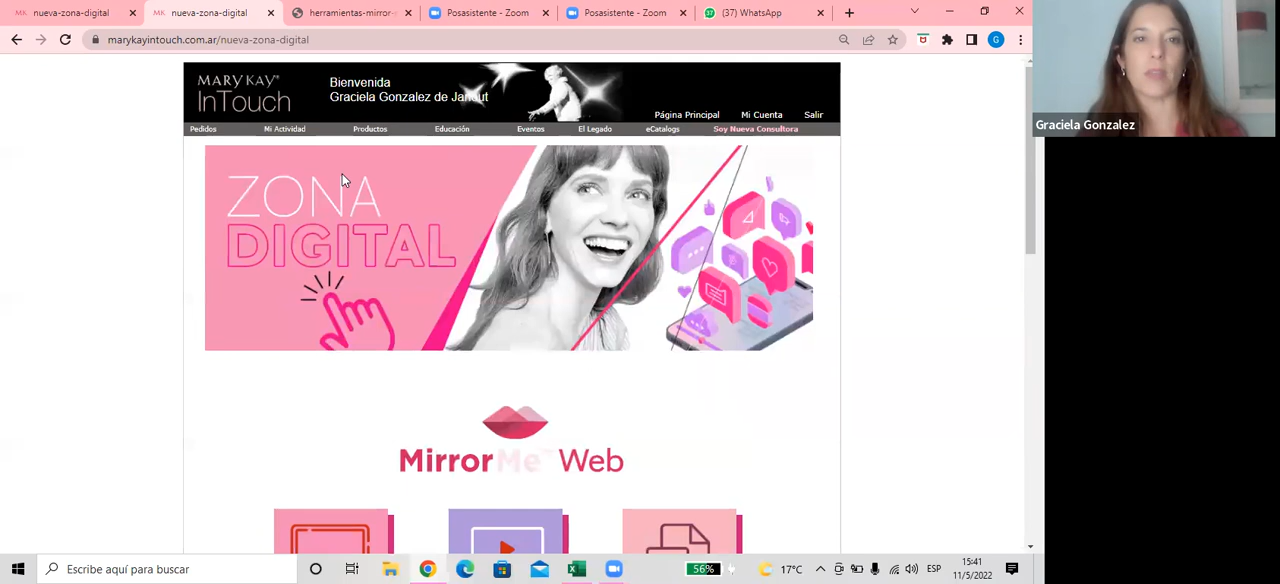 nueva-zona-digital
nueva-zona-digital
herramientas-mirror-
Posasistente - Zoom
Posasistente - Zoom
(37) WhatsApp
marykayintouch.com.ar/nueva-zona-digital
G
MARY KAY®
InTouch
Bienvenida
Graciela Gonzalez de Januut
Página Principal
Mi Cuenta
Salir
Pedidos
Mi Actividad
Productos
Educación
Eventos
El Legado
eCatalogs
Soy Nueva Consultora
ZONA
DIGITAL
MirrorMe™ Web
Graciela Gonzalez
Escribe aquí para buscar
56%
17°C
ESP
15:41
11/5/2022